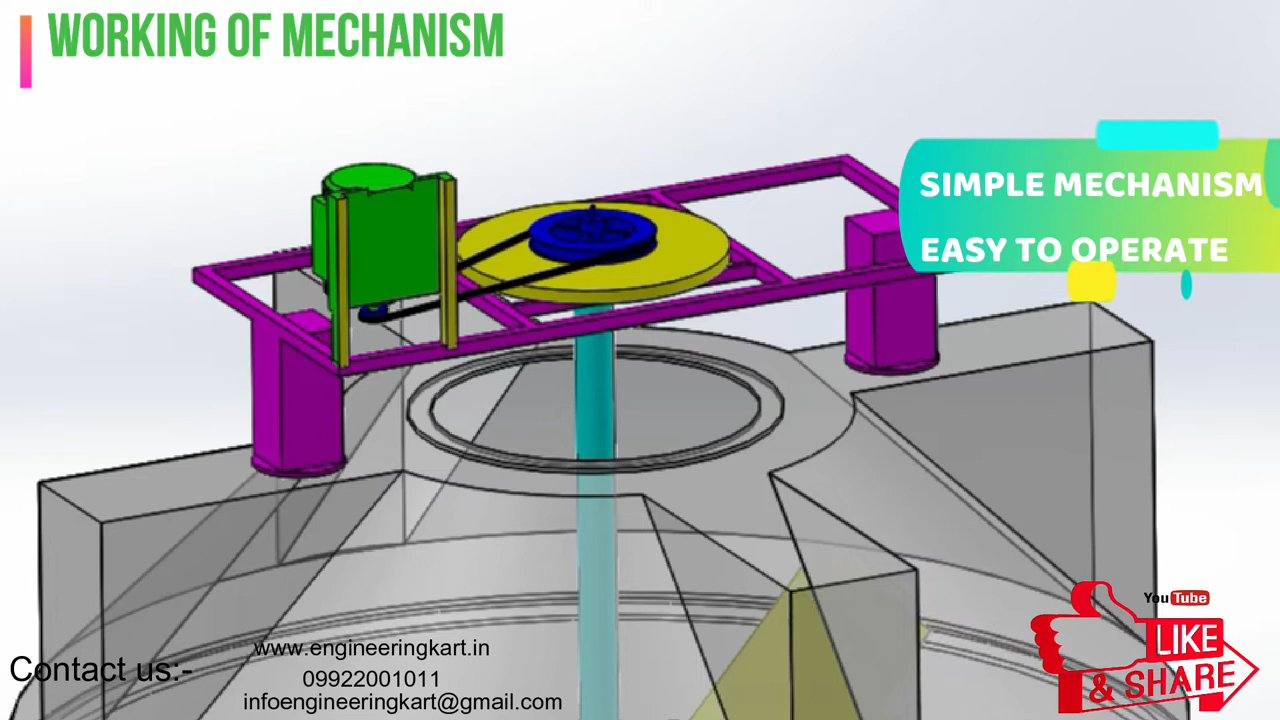 WORKING OF MECHANISM
SIMPLE MECHANISM
EASY TO OPERATE
www.engineeringkart.in
Contact us:-
09922001011
infoengineeringkart@gmail.com
YouTube
LIKE
& SHARE